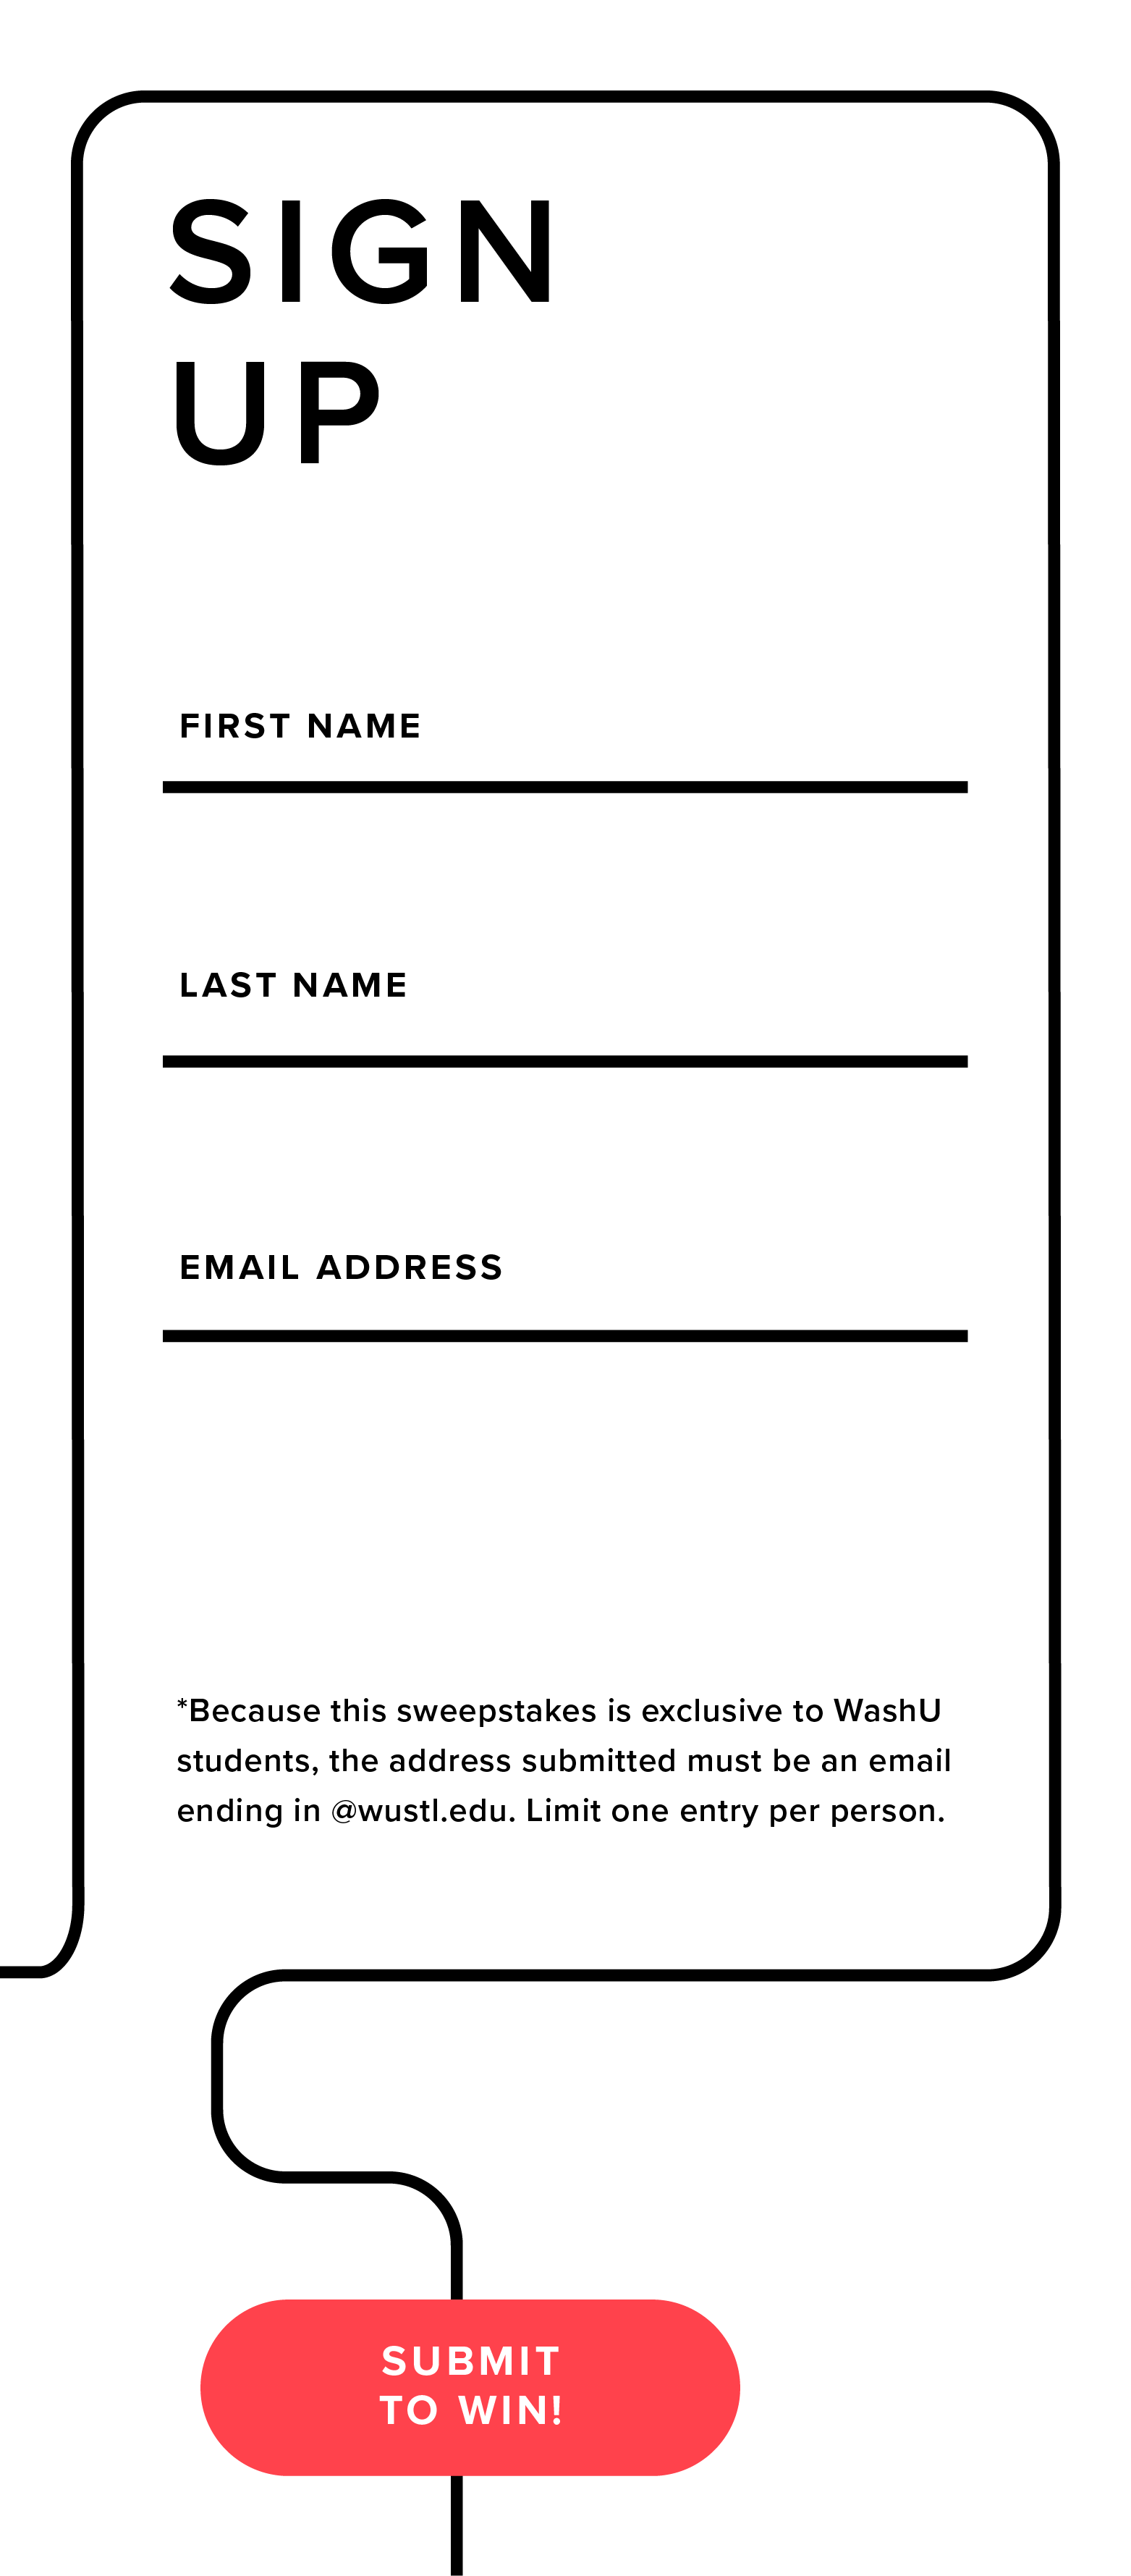 SIGN
UP
FIRST NAME
LAST NAME
EMAIL ADDRESS
*Because this sweepstakes is exclusive to WashU
students, the address submitted must be an email
ending in @wustl.edu. Limit one entry per person.
SUBMIT
TO WIN!